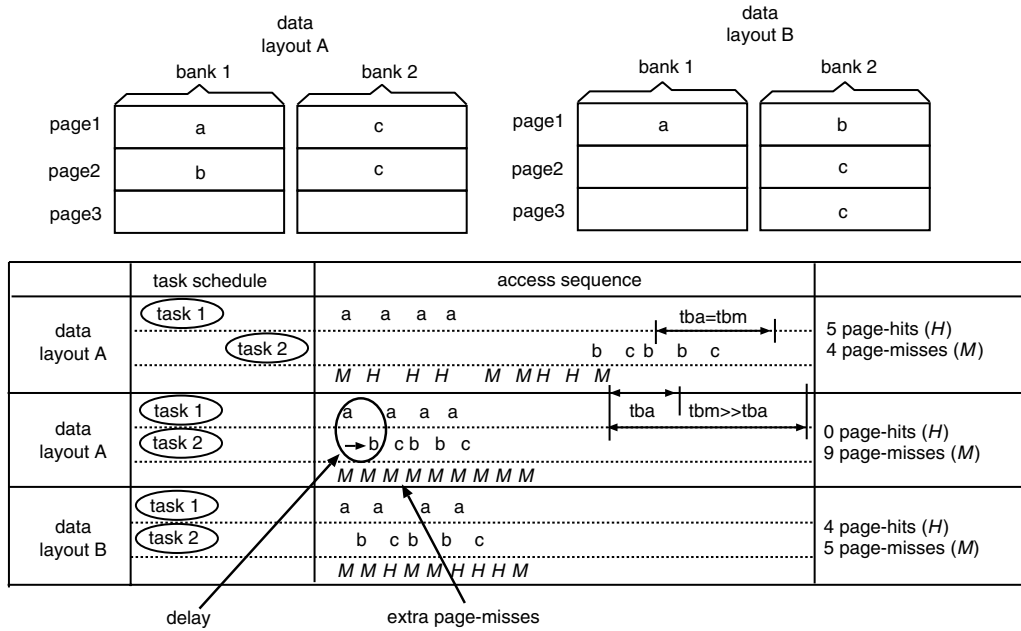 data
layout A
data
layout B
bank 1 bank 2
bank 1 bank 2
page1 a c
page2 b c
page3
page1 a b
page2 c
page3 c
task schedule access sequence
data
layout A
task 1 a a a a
tba=tbm
task 2 b c b b c
M H H H M M H H M
5 page-hits (H)
4 page-misses (M)
data
layout A
task 1 a a a a
tba tbm>>tba
task 2 b c b b c
M M M M M M M M M
0 page-hits (H)
9 page-misses (M)
data
layout B
task 1 a a a a
task 2 b c b b c
M M H M M H H H M
4 page-hits (H)
5 page-misses (M)
delay extra page-misses